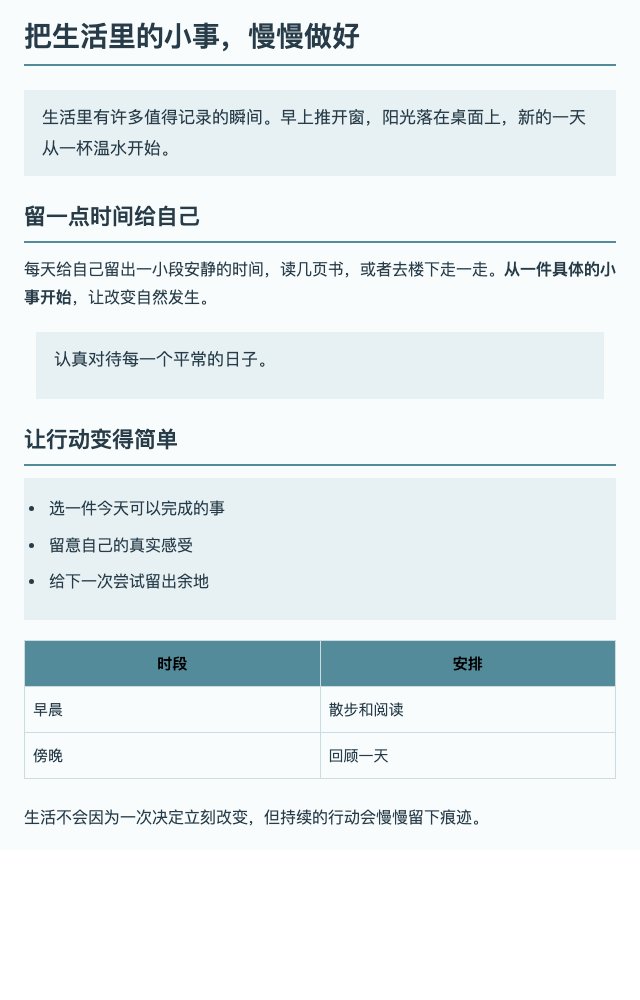 把生活里的小事，慢慢做好
生活里有许多值得记录的瞬间。早上推开窗，阳光落在桌面上，新的一天
从一杯温水开始。
留一点时间给自己
每天给自己留出一小段安静的时间，读几页书，或者去楼下走一走。从一件具体的小
事开始，让改变自然发生。
认真对待每一个平常的日子。
让行动变得简单
• 选一件今天可以完成的事
• 留意自己的真实感受
• 给下一次尝试留出余地
时段 安排
早晨 散步和阅读
傍晚 回顾一天
生活不会因为一次决定立刻改变，但持续的行动会慢慢留下痕迹。